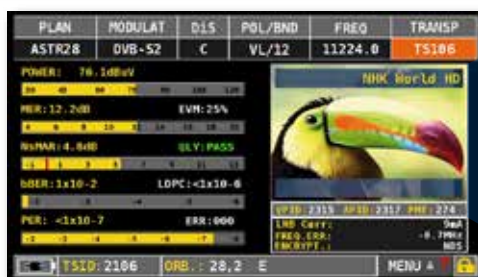 PLAN MODULAT DiS POL/BND FREQ TRANSP
ASTR28 DVB-S2 C VL/12 11224.0 TS106
POWER: 76.1dBuV
NHK World HD
MER:12.2dB EVM:25%
NsMAR:4.8dB QLY:PASS
bBER:1x10-2 LDPC:<1x10-6
PER: <1x10-7 ERR:000
VPID:2315 APID:2317 PMT:274
LNB Curr: 9mA
FREQ.ERR: -0.7MHz
ENCRYPT.: NDS
TSID:2106 ORB.: 28,2 E MENU